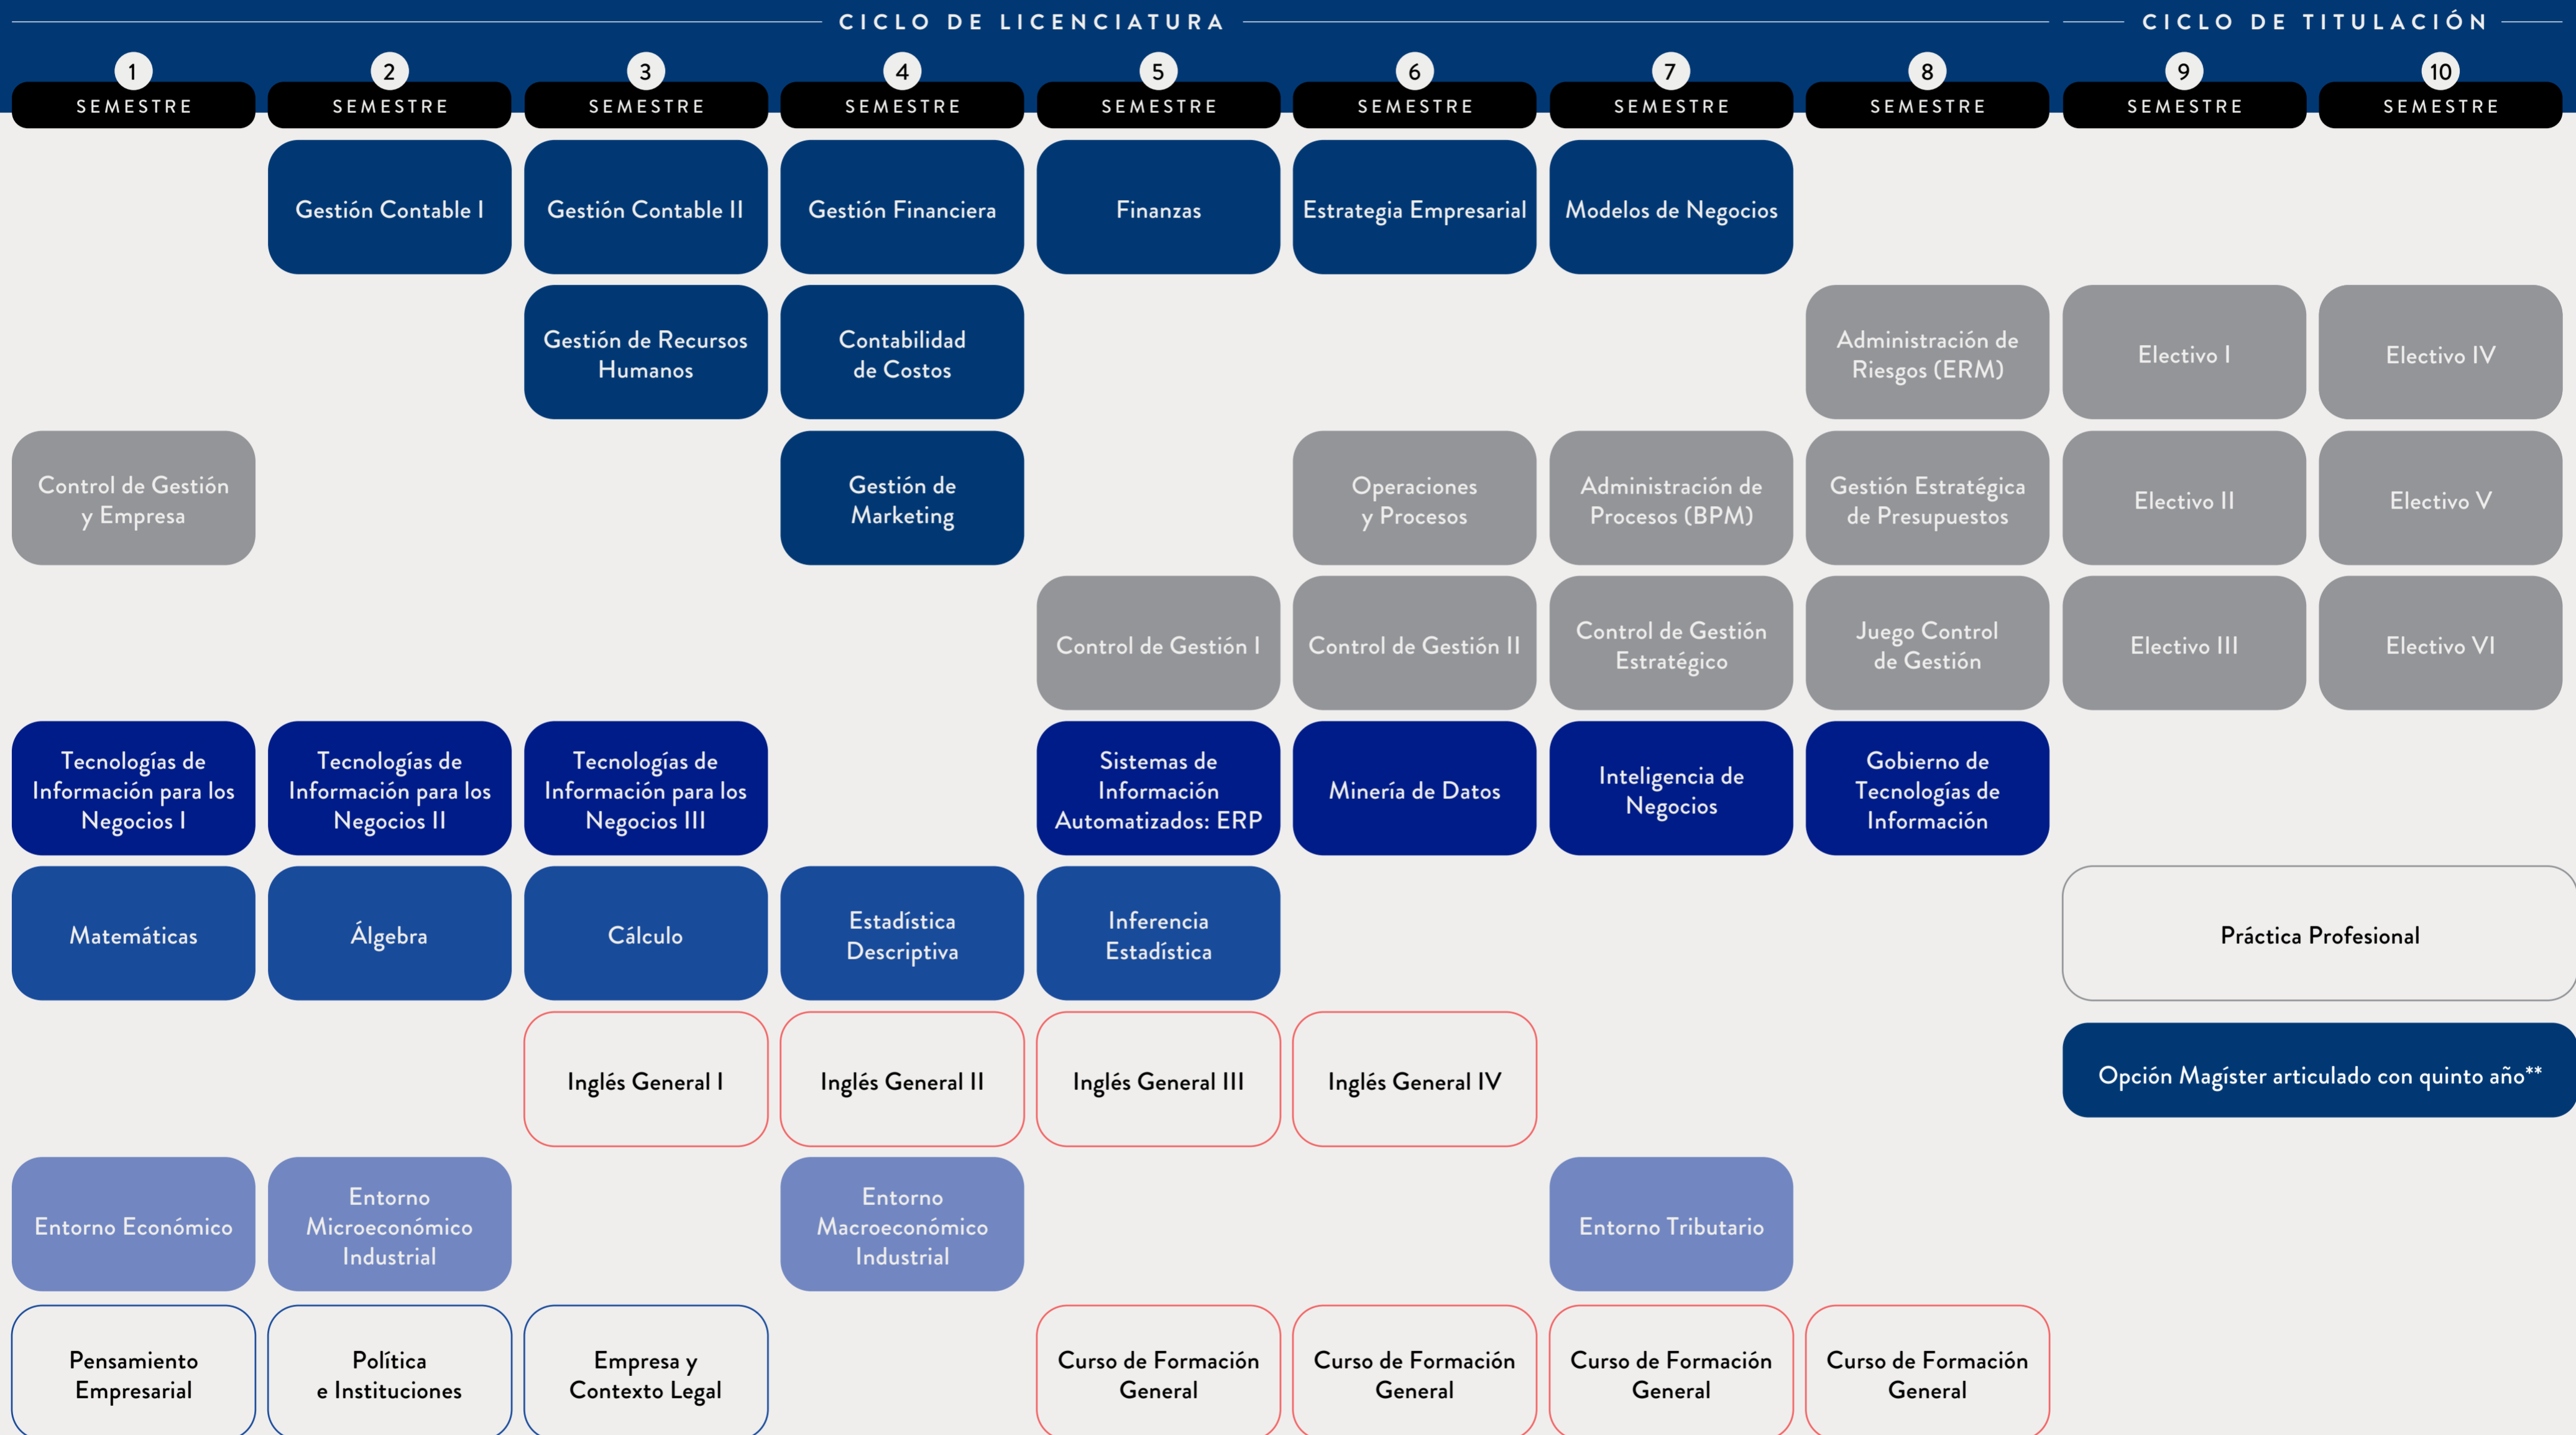 CICLO DE LICENCIATURA
CICLO DE TITULACIÓN
1
2
3
4
5
6
7
8
9
10
SEMESTRE
SEMESTRE
SEMESTRE
SEMESTRE
SEMESTRE
SEMESTRE
SEMESTRE
SEMESTRE
SEMESTRE
SEMESTRE
Gestión Contable I
Gestión Contable II
Gestión Financiera
Finanzas
Estrategia Empresarial
Modelos de Negocios
Gestión de Recursos
Humanos
Contabilidad
de Costos
Administración de
Riesgos (ERM)
Electivo I
Electivo IV
Control de Gestión
y Empresa
Gestión de
Marketing
Operaciones
y Procesos
Administración de
Procesos (BPM)
Gestión Estratégica
de Presupuestos
Electivo II
Electivo V
Control de Gestión I
Control de Gestión II
Control de Gestión
Estratégico
Juego Control
de Gestión
Electivo III
Electivo VI
Tecnologías de
Información para los
Negocios I
Tecnologías de
Información para los
Negocios II
Tecnologías de
Información para los
Negocios III
Sistemas de
Información
Automatizados: ERP
Minería de Datos
Inteligencia de
Negocios
Gobierno de
Tecnologías de
Información
Matemáticas
Álgebra
Cálculo
Estadística
Descriptiva
Inferencia
Estadística
Práctica Profesional
Inglés General I
Inglés General II
Inglés General III
Inglés General IV
Opción Magíster articulado con quinto año**
Entorno Económico
Entorno
Microeconómico
Industrial
Entorno
Macroeconómico
Industrial
Entorno Tributario
Pensamiento
Empresarial
Política
e Instituciones
Empresa y
Contexto Legal
Curso de Formación
General
Curso de Formación
General
Curso de Formación
General
Curso de Formación
General